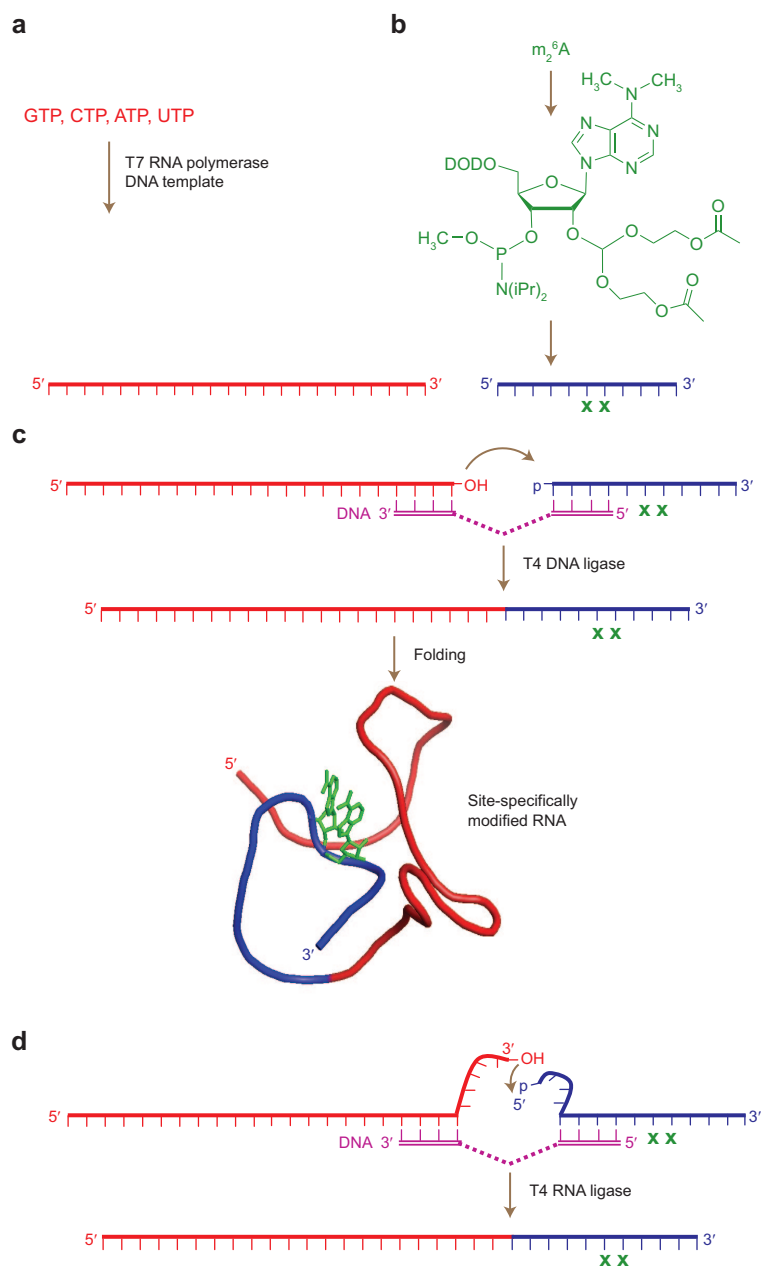 a
GTP, CTP, ATP, UTP
T7 RNA polymerase
DNA template
5′ 3′
b
m₂⁶A
H₃C N CH₃
N N
N N
DODO O
H₃C O P O O O O O
N(iPr)₂ O O O
5′ 3′
x x
c
5′ OH p 3′
DNA 3′ 5′ x x
T4 DNA ligase
5′ 3′
x x
Folding
5′
Site-specifically
modified RNA
3′
d
3′ OH
p
5′
5′ 3′
DNA 3′ 5′ x x
T4 RNA ligase
5′ 3′
x x